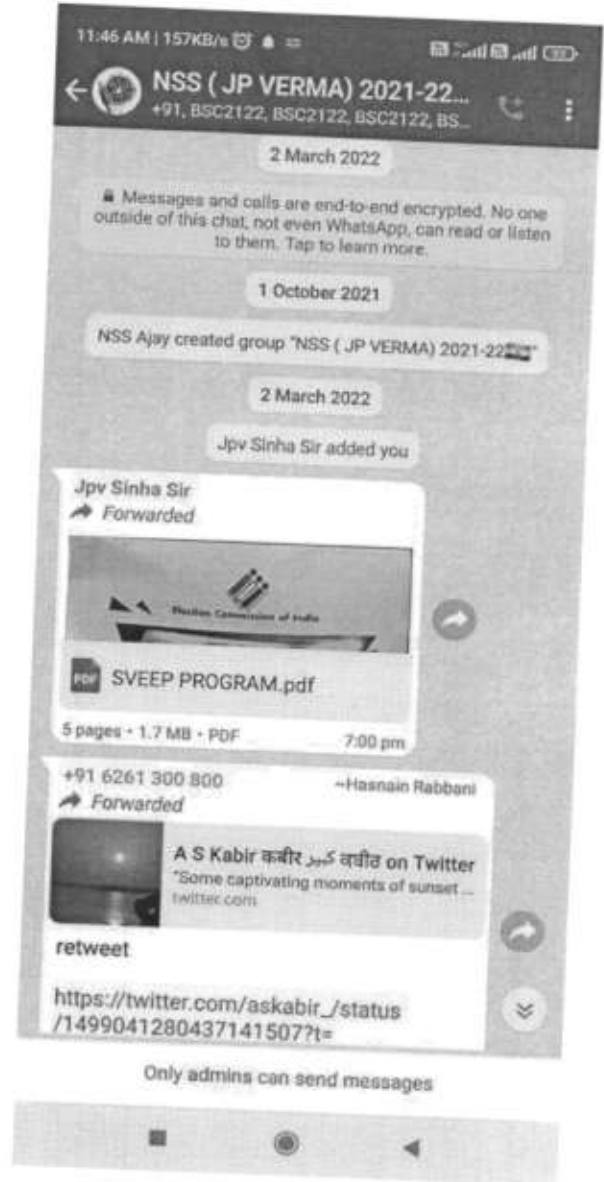 11:46 AM | 157KB/s
NSS ( JP VERMA) 2021-22...
+91, BSC2122, BSC2122, BSC2122, BS...
2 March 2022
Messages and calls are end-to-end encrypted. No one
outside of this chat, not even WhatsApp, can read or listen
to them. Tap to learn more.
1 October 2021
NSS Ajay created group "NSS ( JP VERMA) 2021-22"
2 March 2022
Jpv Sinha Sir added you
Jpv Sinha Sir
Forwarded
Election Commission of India
PDF
SVEEP PROGRAM.pdf
5 pages • 1.7 MB • PDF
7:00 pm
+91 6261 300 800
~Hasnain Rabbani
Forwarded
A S Kabir कबीर کبیر on Twitter
"Some captivating moments of sunset ...
twitter.com
retweet
https://twitter.com/askabir_/status
/1499041280437141507?t=
Only admins can send messages